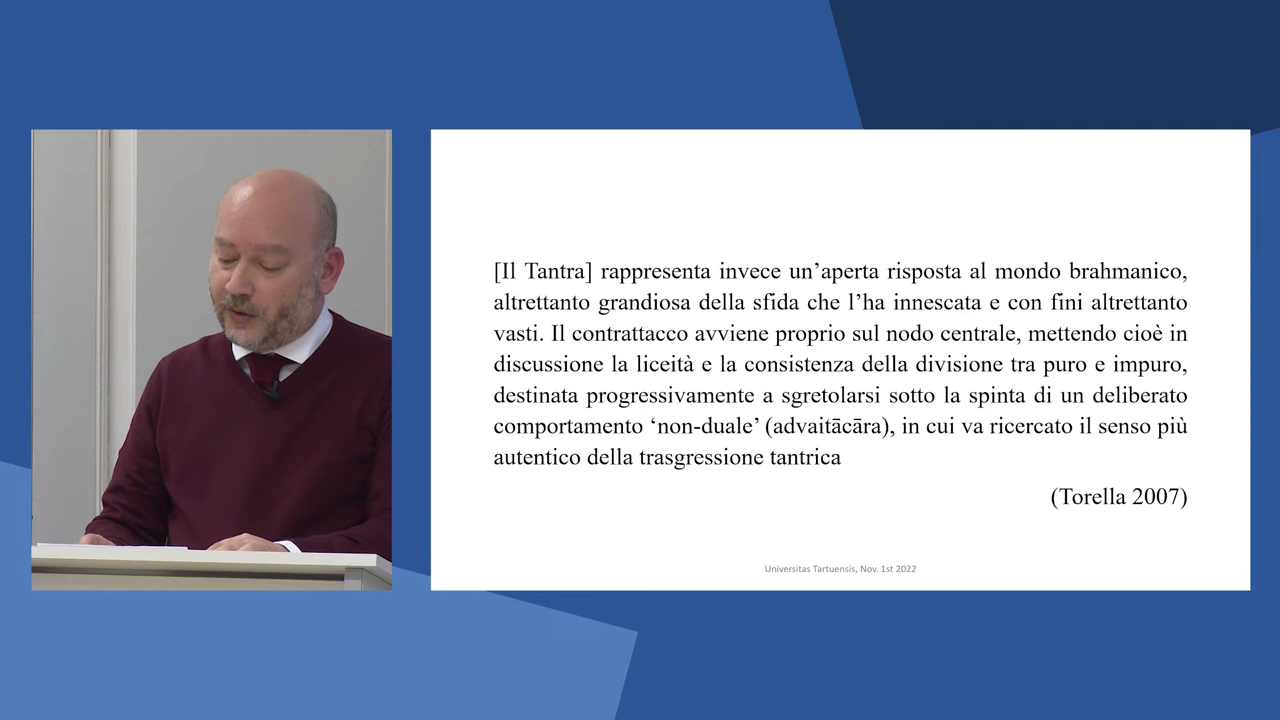 [Il Tantra] rappresenta invece un’aperta risposta al mondo brahmanico,
altrettanto grandiosa della sfida che l’ha innescata e con fini altrettanto
vasti. Il contrattacco avviene proprio sul nodo centrale, mettendo cioè in
discussione la liceità e la consistenza della divisione tra puro e impuro,
destinata progressivamente a sgretolarsi sotto la spinta di un deliberato
comportamento ‘non-duale’ (advaitācāra), in cui va ricercato il senso più
autentico della trasgressione tantrica
(Torella 2007)
Universitas Tartuensis, Nov. 1st 2022